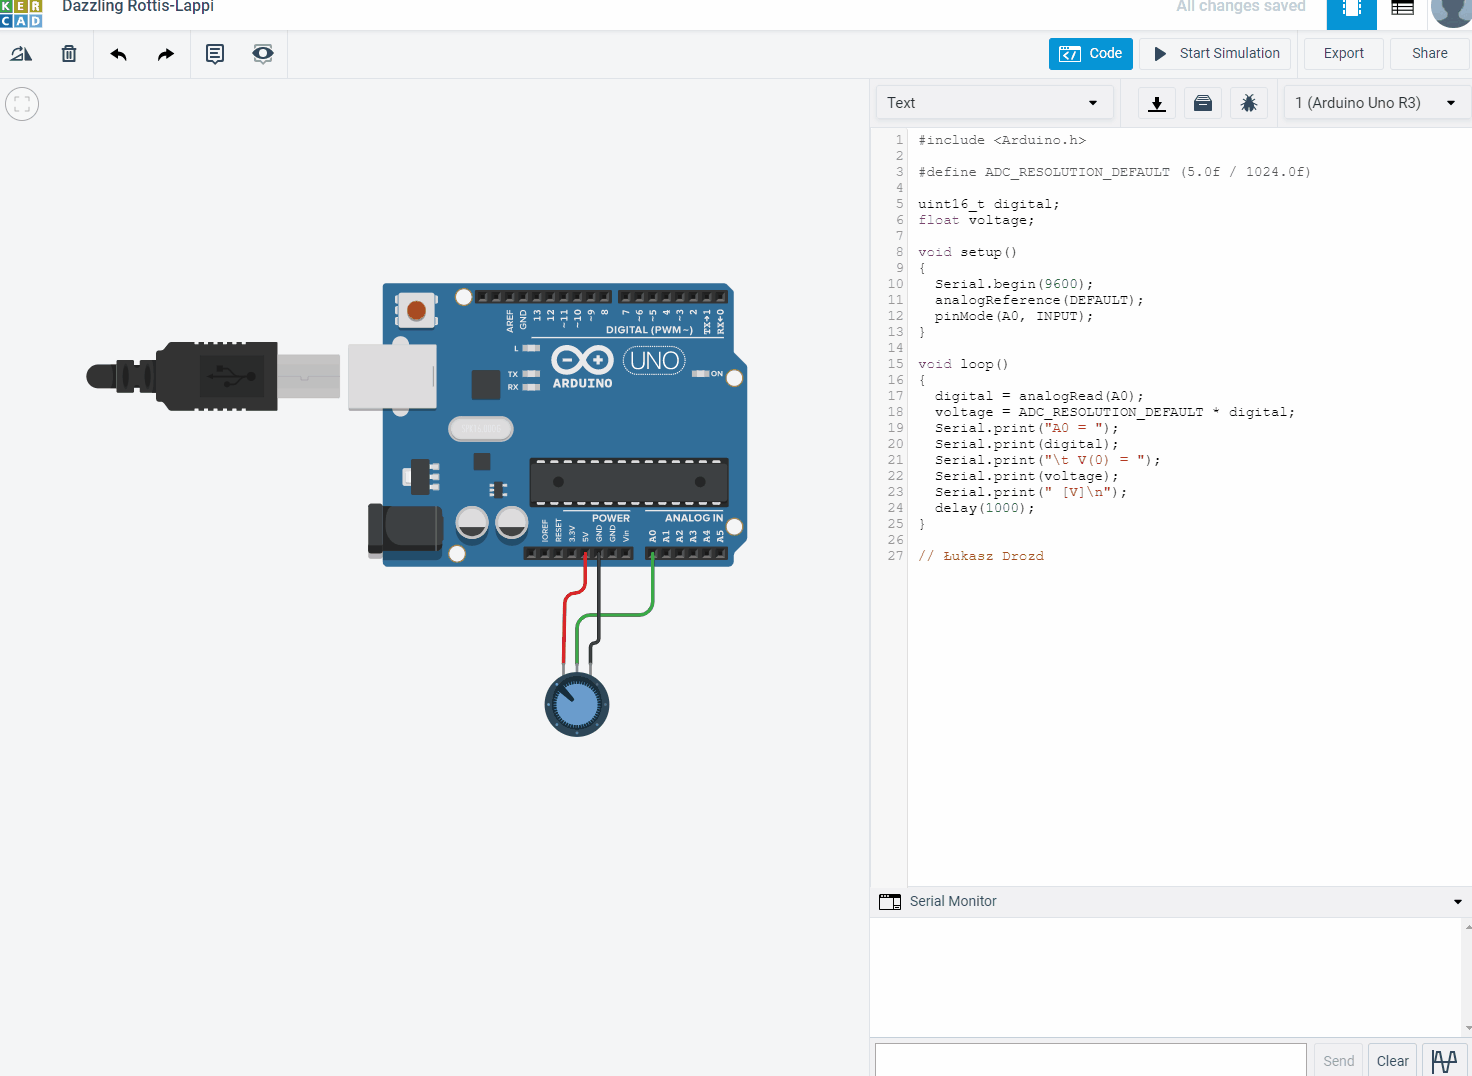 KER
CAD
Dazzling Rottis-Lappi
All changes saved
Code
Start Simulation
Export
Share
Text
1 (Arduino Uno R3)
1 #include <Arduino.h>
2
3 #define ADC_RESOLUTION_DEFAULT (5.0f / 1024.0f)
4
5 uint16_t digital;
6 float voltage;
7
8 void setup()
9 {
10 Serial.begin(9600);
11 analogReference(DEFAULT);
12 pinMode(A0, INPUT);
13 }
14
15 void loop()
16 {
17 digital = analogRead(A0);
18 voltage = ADC_RESOLUTION_DEFAULT * digital;
19 Serial.print("A0 = ");
20 Serial.print(digital);
21 Serial.print("\t V(0) = ");
22 Serial.print(voltage);
23 Serial.print(" [V]\n");
24 delay(1000);
25 }
26
27 // Łukasz Drozd
AREF GND 13 12 ~11 ~10 ~9 8 7 ~6 ~5 4 ~3 2 TX→1 RX←0
DIGITAL (PWM~)
L
TX
RX
ARDUINO
UNO
ON
POWER
ANALOG IN
IOREF RESET 3.3V 5V GND GND Vin A0 A1 A2 A3 A4 A5
Serial Monitor
Send
Clear